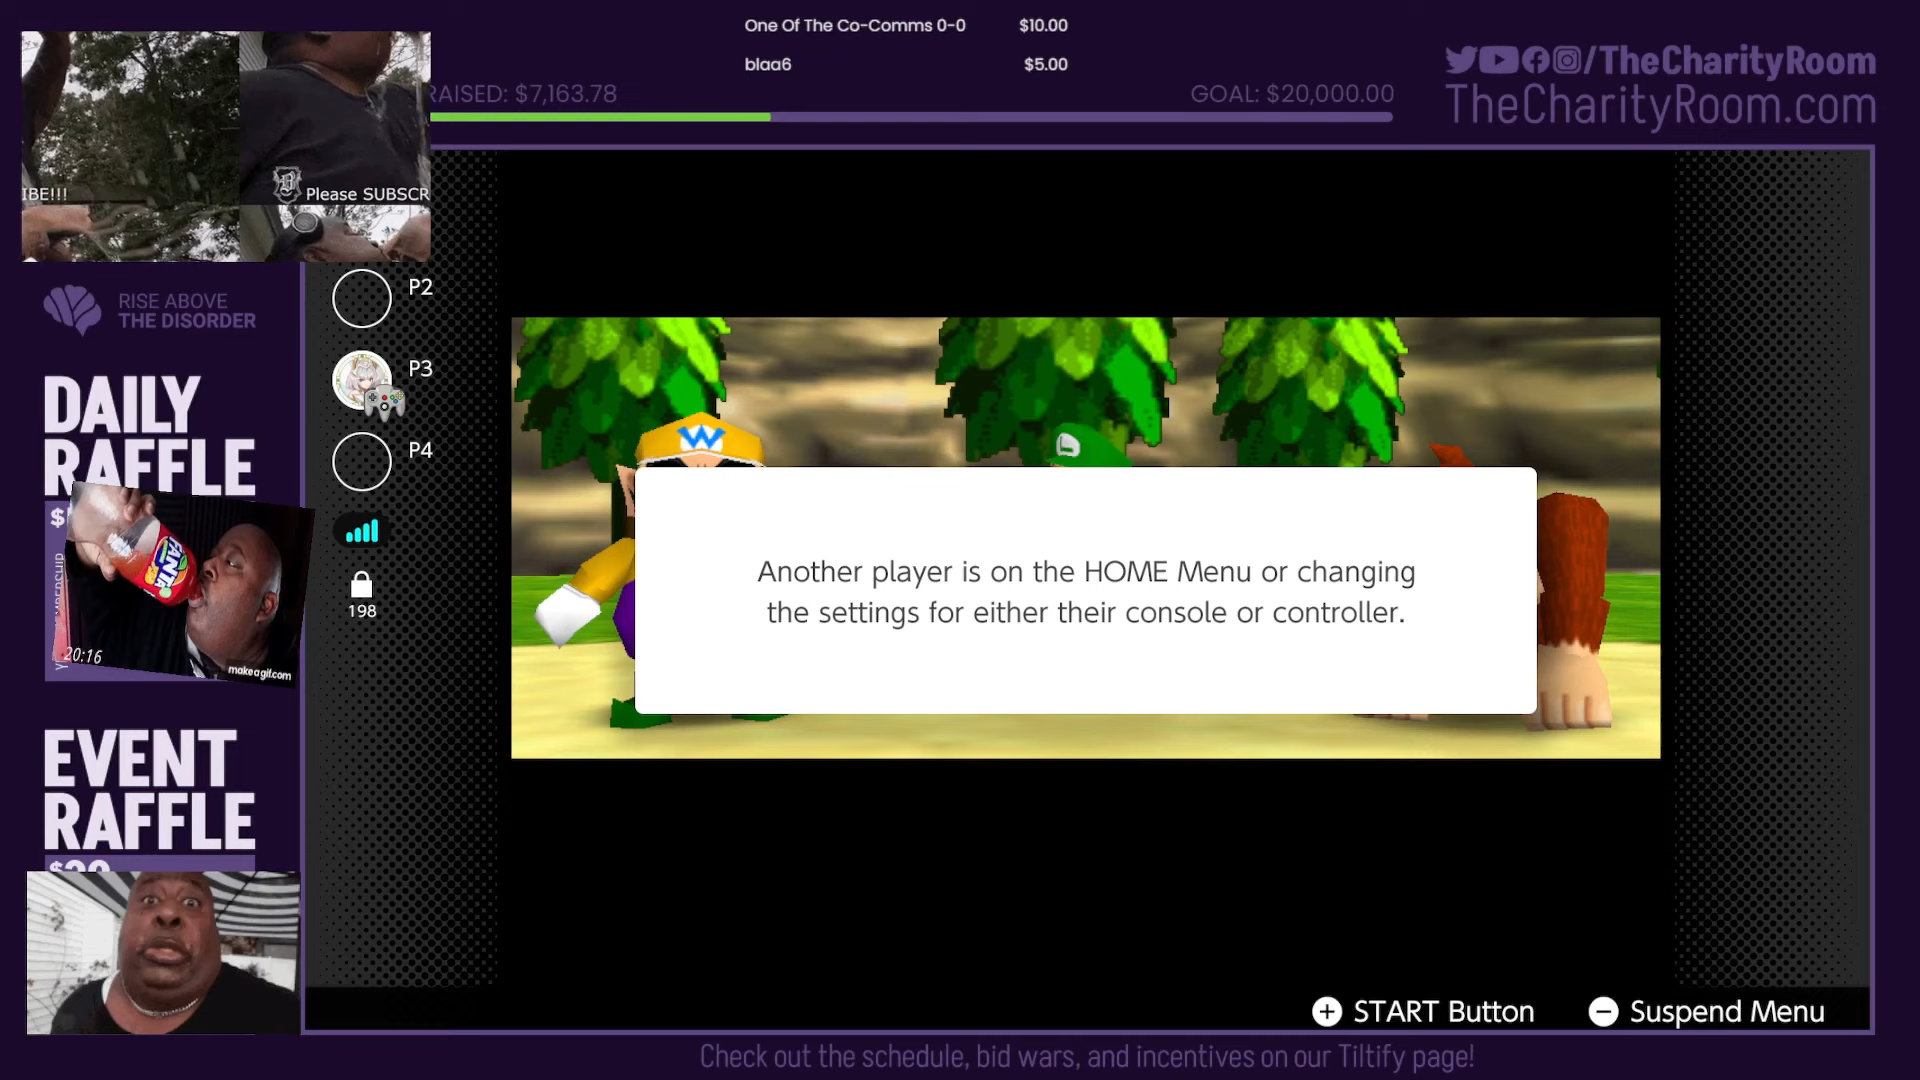 One Of The Co-Comms 0-0 $10.00
blaa6 $5.00
RAISED: $7,163.78
GOAL: $20,000.00
/TheCharityRoom
TheCharityRoom.com
IBE!!!
Please SUBSCR
P2
RISE ABOVE
THE DISORDER
P3
DAILY
RAFFLE
P4
W
L
$
FANTA
198
Another player is on the HOME Menu or changing
the settings for either their console or controller.
20:16
makeagif.com
EVENT
RAFFLE
$20
START Button
Suspend Menu
Check out the schedule, bid wars, and incentives on our Tiltify page!